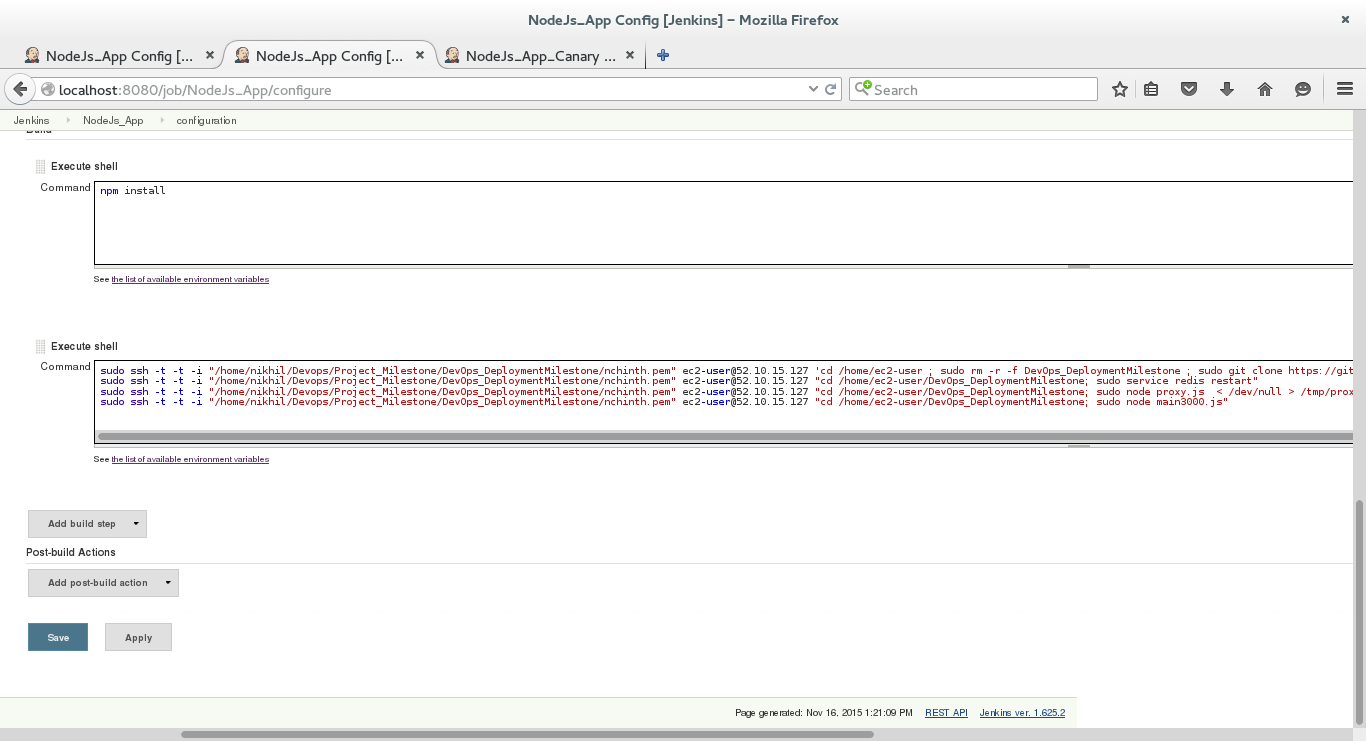 NodeJs_App Config [Jenkins] – Mozilla Firefox
NodeJs_App Config [... NodeJs_App Config [... NodeJs_App_Canary ...
localhost:8080/job/NodeJs_App/configure Search
Jenkins NodeJs_App configuration
Build
Execute shell
Command npm install
See the list of available environment variables
Execute shell
Command sudo ssh -t -t -i "/home/nikhil/Devops/Project_Milestone/DevOps_DeploymentMilestone/nchinth.pem" ec2-user@52.10.15.127 'cd /home/ec2-user ; sudo rm -r -f DevOps_DeploymentMilestone ; sudo git clone https://git
sudo ssh -t -t -i "/home/nikhil/Devops/Project_Milestone/DevOps_DeploymentMilestone/nchinth.pem" ec2-user@52.10.15.127 "cd /home/ec2-user/DevOps_DeploymentMilestone; sudo service redis restart"
sudo ssh -t -t -i "/home/nikhil/Devops/Project_Milestone/DevOps_DeploymentMilestone/nchinth.pem" ec2-user@52.10.15.127 "cd /home/ec2-user/DevOps_DeploymentMilestone; sudo node proxy.js < /dev/null > /tmp/prox
sudo ssh -t -t -i "/home/nikhil/Devops/Project_Milestone/DevOps_DeploymentMilestone/nchinth.pem" ec2-user@52.10.15.127 "cd /home/ec2-user/DevOps_DeploymentMilestone; sudo node main3000.js"
See the list of available environment variables
Add build step
Post-build Actions
Add post-build action
Save Apply
Page generated: Nov 16, 2015 1:21:09 PM REST API Jenkins ver. 1.625.2